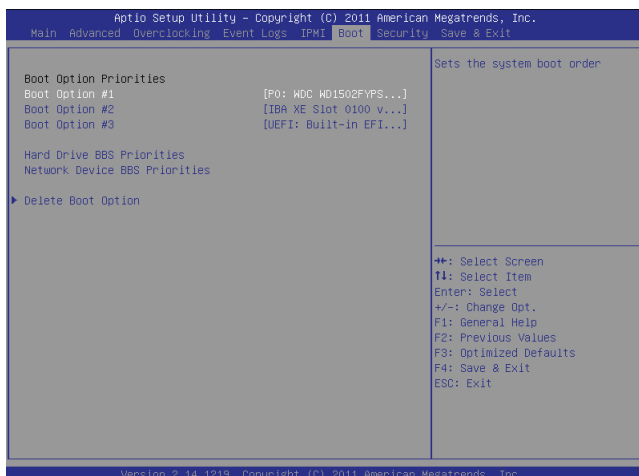 Aptio Setup Utility – Copyright (C) 2011 American Megatrends, Inc.
Main Advanced Overclocking Event Logs IPMI Boot Security Save & Exit
Boot Option Priorities
Boot Option #1 [P0: WDC WD1502FYPS...]
Boot Option #2 [IBA XE Slot 0100 v...]
Boot Option #3 [UEFI: Built-in EFI...]
Hard Drive BBS Priorities
Network Device BBS Priorities
Delete Boot Option
Sets the system boot order
→←: Select Screen
↑↓: Select Item
Enter: Select
+/-: Change Opt.
F1: General Help
F2: Previous Values
F3: Optimized Defaults
F4: Save & Exit
ESC: Exit
Version 2.14.1219. Copyright (C) 2011 American Megatrends, Inc.